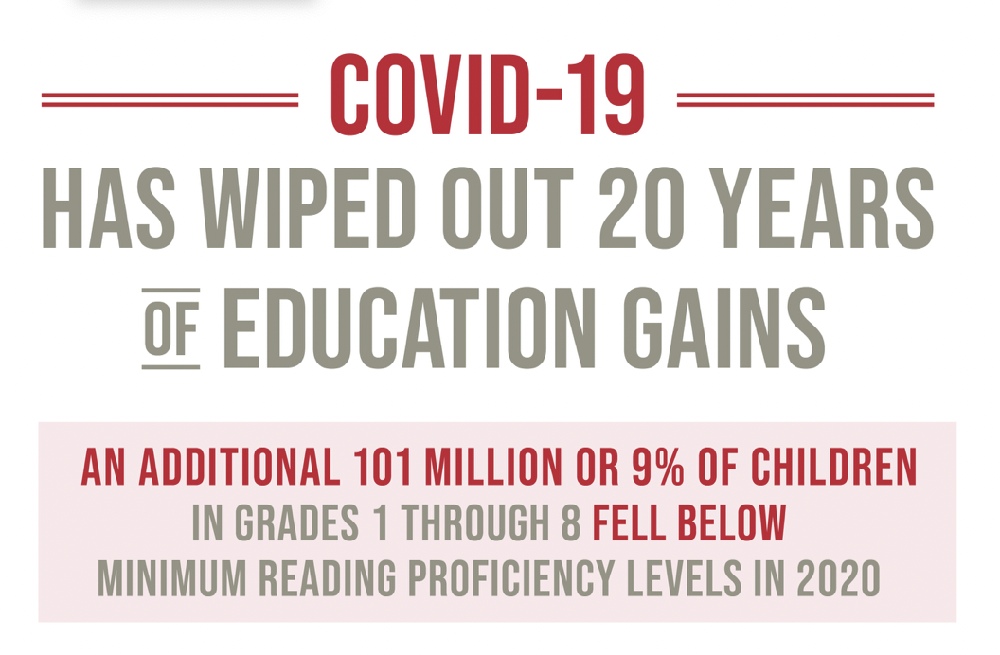 COVID-19
HAS WIPED OUT 20 YEARS
OF EDUCATION GAINS
AN ADDITIONAL 101 MILLION OR 9% OF CHILDREN
IN GRADES 1 THROUGH 8 FELL BELOW
MINIMUM READING PROFICIENCY LEVELS IN 2020